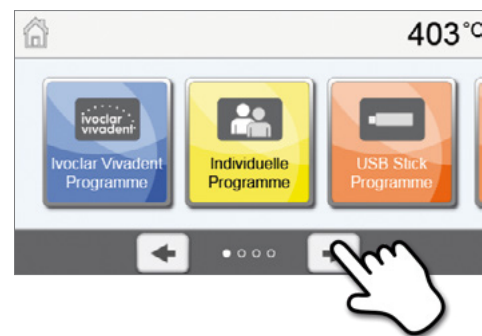 403°C
ivoclar
vivadent
Ivoclar Vivadent
Programme
Individuelle
Programme
USB Stick
Programme